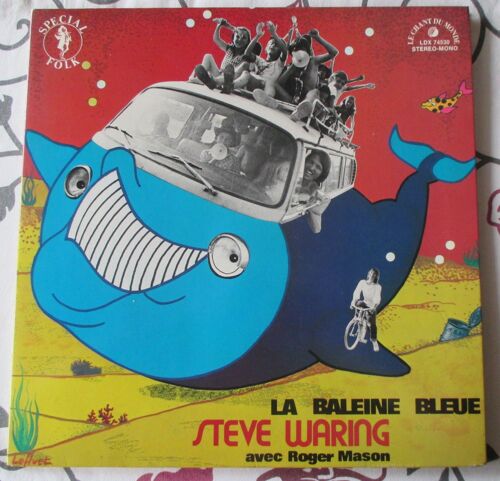 SPECIAL
FOLK
LE CHANT DU MONDE
LDX 74530
STEREO-MONO
LA BALEINE BLEUE
STEVE WARING
avec Roger Mason